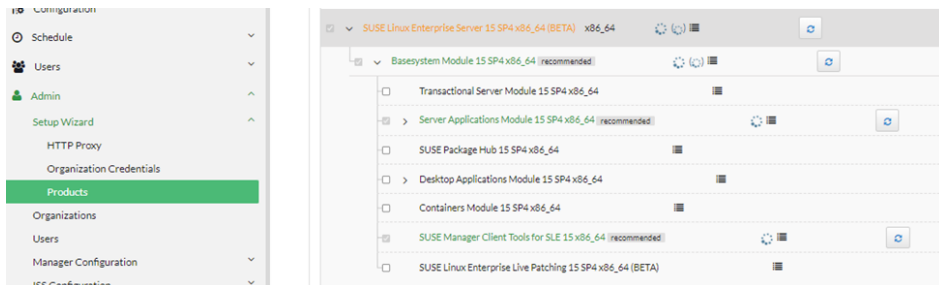 Configuration
Schedule
Users
Admin
Setup Wizard
HTTP Proxy
Organization Credentials
Products
Organizations
Users
Manager Configuration
ISS Configuration
SUSE Linux Enterprise Server 15 SP4 x86_64 (BETA) x86_64
Basesystem Module 15 SP4 x86_64 recommended
Transactional Server Module 15 SP4 x86_64
Server Applications Module 15 SP4 x86_64 recommended
SUSE Package Hub 15 SP4 x86_64
Desktop Applications Module 15 SP4 x86_64
Containers Module 15 SP4 x86_64
SUSE Manager Client Tools for SLE 15 x86_64 recommended
SUSE Linux Enterprise Live Patching 15 SP4 x86_64 (BETA)